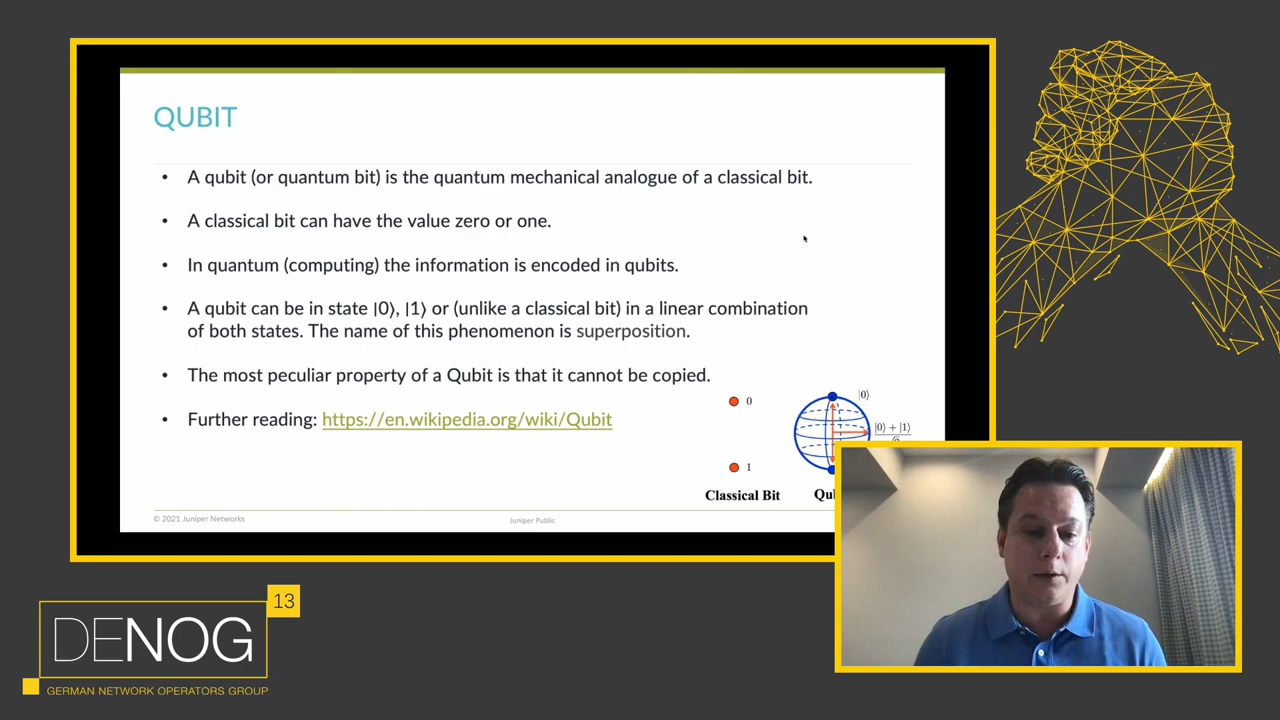 QUBIT
• A qubit (or quantum bit) is the quantum mechanical analogue of a classical bit.
• A classical bit can have the value zero or one.
• In quantum (computing) the information is encoded in qubits.
• A qubit can be in state |0⟩, |1⟩ or (unlike a classical bit) in a linear combination
of both states. The name of this phenomenon is superposition.
• The most peculiar property of a Qubit is that it cannot be copied.
• Further reading: https://en.wikipedia.org/wiki/Qubit
0
|0⟩
|0⟩ + |1⟩
1
Classical Bit
© 2021 Juniper Networks
Juniper Public
13
DENOG
GERMAN NETWORK OPERATORS GROUP